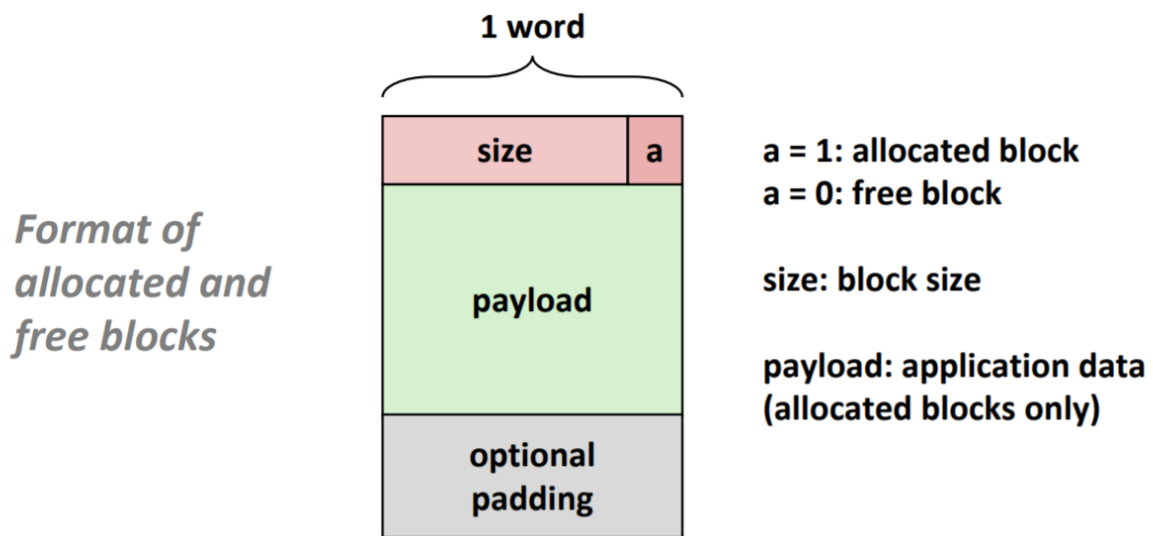 1 word
size
a
a = 1: allocated block
a = 0: free block
Format of
allocated and
free blocks
payload
size: block size
payload: application data
(allocated blocks only)
optional
padding